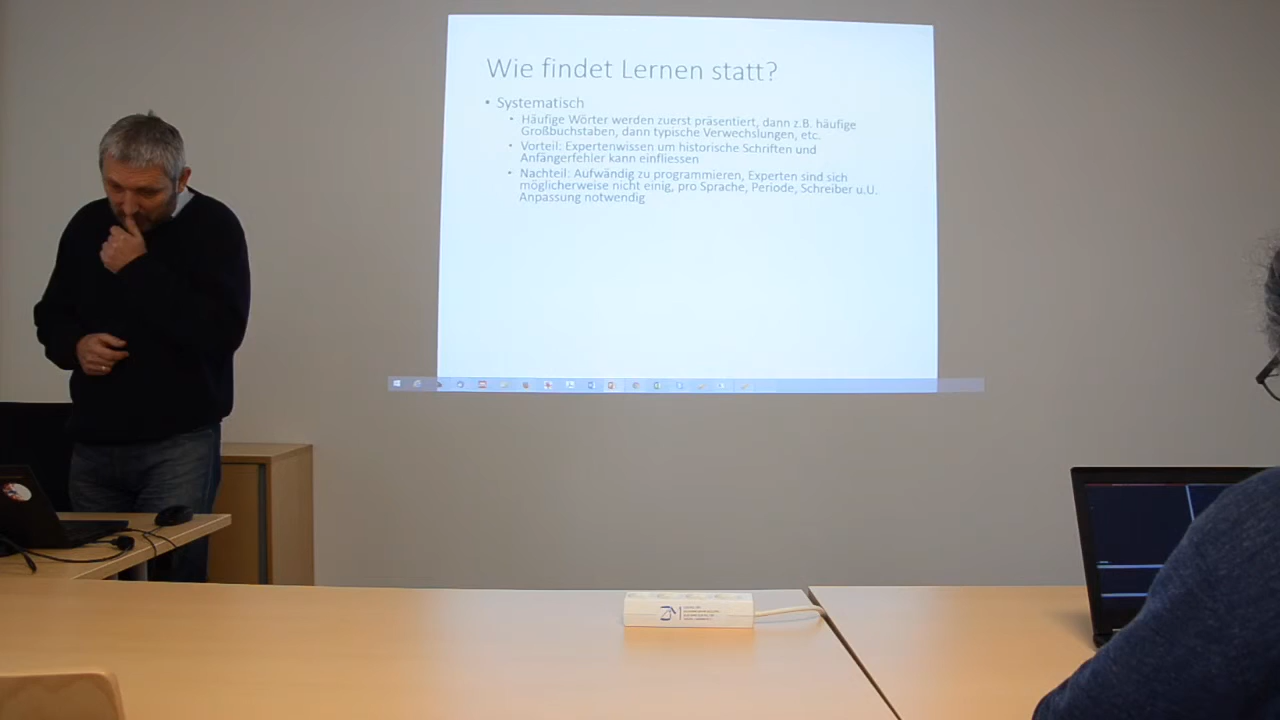 Wie findet Lernen statt?
• Systematisch
• Häufige Wörter werden zuerst präsentiert, dann z.B. häufige
Großbuchstaben, dann typische Verwechslungen, etc.
• Vorteil: Expertenwissen um historische Schriften und
Anfängerfehler kann einfliessen
• Nachteil: Aufwändig zu programmieren, Experten sind sich
möglicherweise nicht einig, pro Sprache, Periode, Schreiber u.U.
Anpassung notwendig